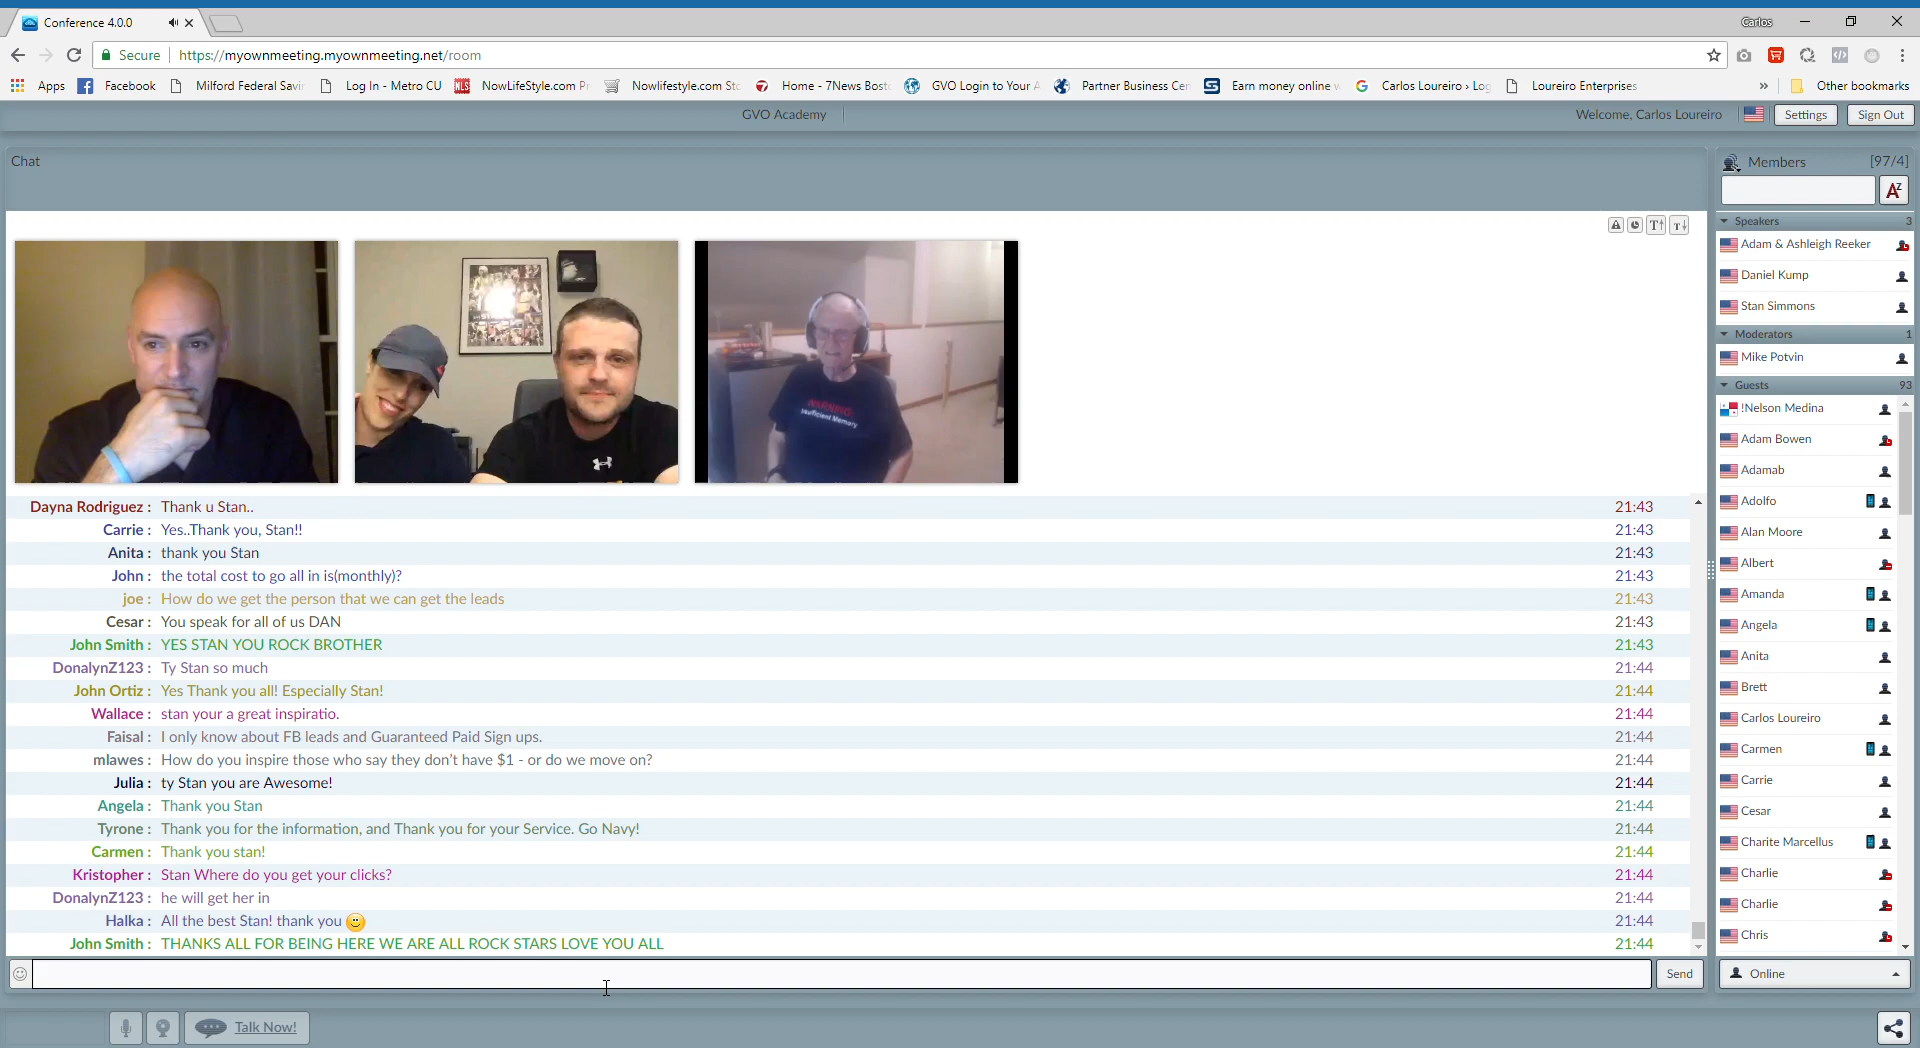 Conference 4.0.0
Carlos
Secure https://myownmeeting.myownmeeting.net/room
Apps Facebook Milford Federal Savi Log In - Metro CU NowLifeStyle.com P Nowlifestyle.com Sto Home - 7News Bost GVO Login to Your A Partner Business Cen Earn money online Carlos Loureiro › Log Loureiro Enterprises » Other bookmarks
GVO Academy
Welcome, Carlos Loureiro Settings Sign Out
Chat
WARNING:
Insufficient Memory
Dayna Rodriguez : Thank u Stan.. 21:43
Carrie : Yes..Thank you, Stan!! 21:43
Anita : thank you Stan 21:43
John : the total cost to go all in is(monthly)? 21:43
joe : How do we get the person that we can get the leads 21:43
Cesar : You speak for all of us DAN 21:43
John Smith : YES STAN YOU ROCK BROTHER 21:43
DonalynZ123 : Ty Stan so much 21:44
John Ortiz : Yes Thank you all! Especially Stan! 21:44
Wallace : stan your a great inspiratio. 21:44
Faisal : I only know about FB leads and Guaranteed Paid Sign ups. 21:44
mlawes : How do you inspire those who say they don't have $1 - or do we move on? 21:44
Julia : ty Stan you are Awesome! 21:44
Angela : Thank you Stan 21:44
Tyrone : Thank you for the information, and Thank you for your Service. Go Navy! 21:44
Carmen : Thank you stan! 21:44
Kristopher : Stan Where do you get your clicks? 21:44
DonalynZ123 : he will get her in 21:44
Halka : All the best Stan! thank you 🙂 21:44
John Smith : THANKS ALL FOR BEING HERE WE ARE ALL ROCK STARS LOVE YOU ALL 21:44
Send
Talk Now!
Members [97/4]
Speakers 3
Adam & Ashleigh Reeker
Daniel Kump
Stan Simmons
Moderators 1
Mike Potvin
Guests 93
!Nelson Medina
Adam Bowen
Adamab
Adolfo
Alan Moore
Albert
Amanda
Angela
Anita
Brett
Carlos Loureiro
Carmen
Carrie
Cesar
Charite Marcellus
Charlie
Charlie
Chris
Online